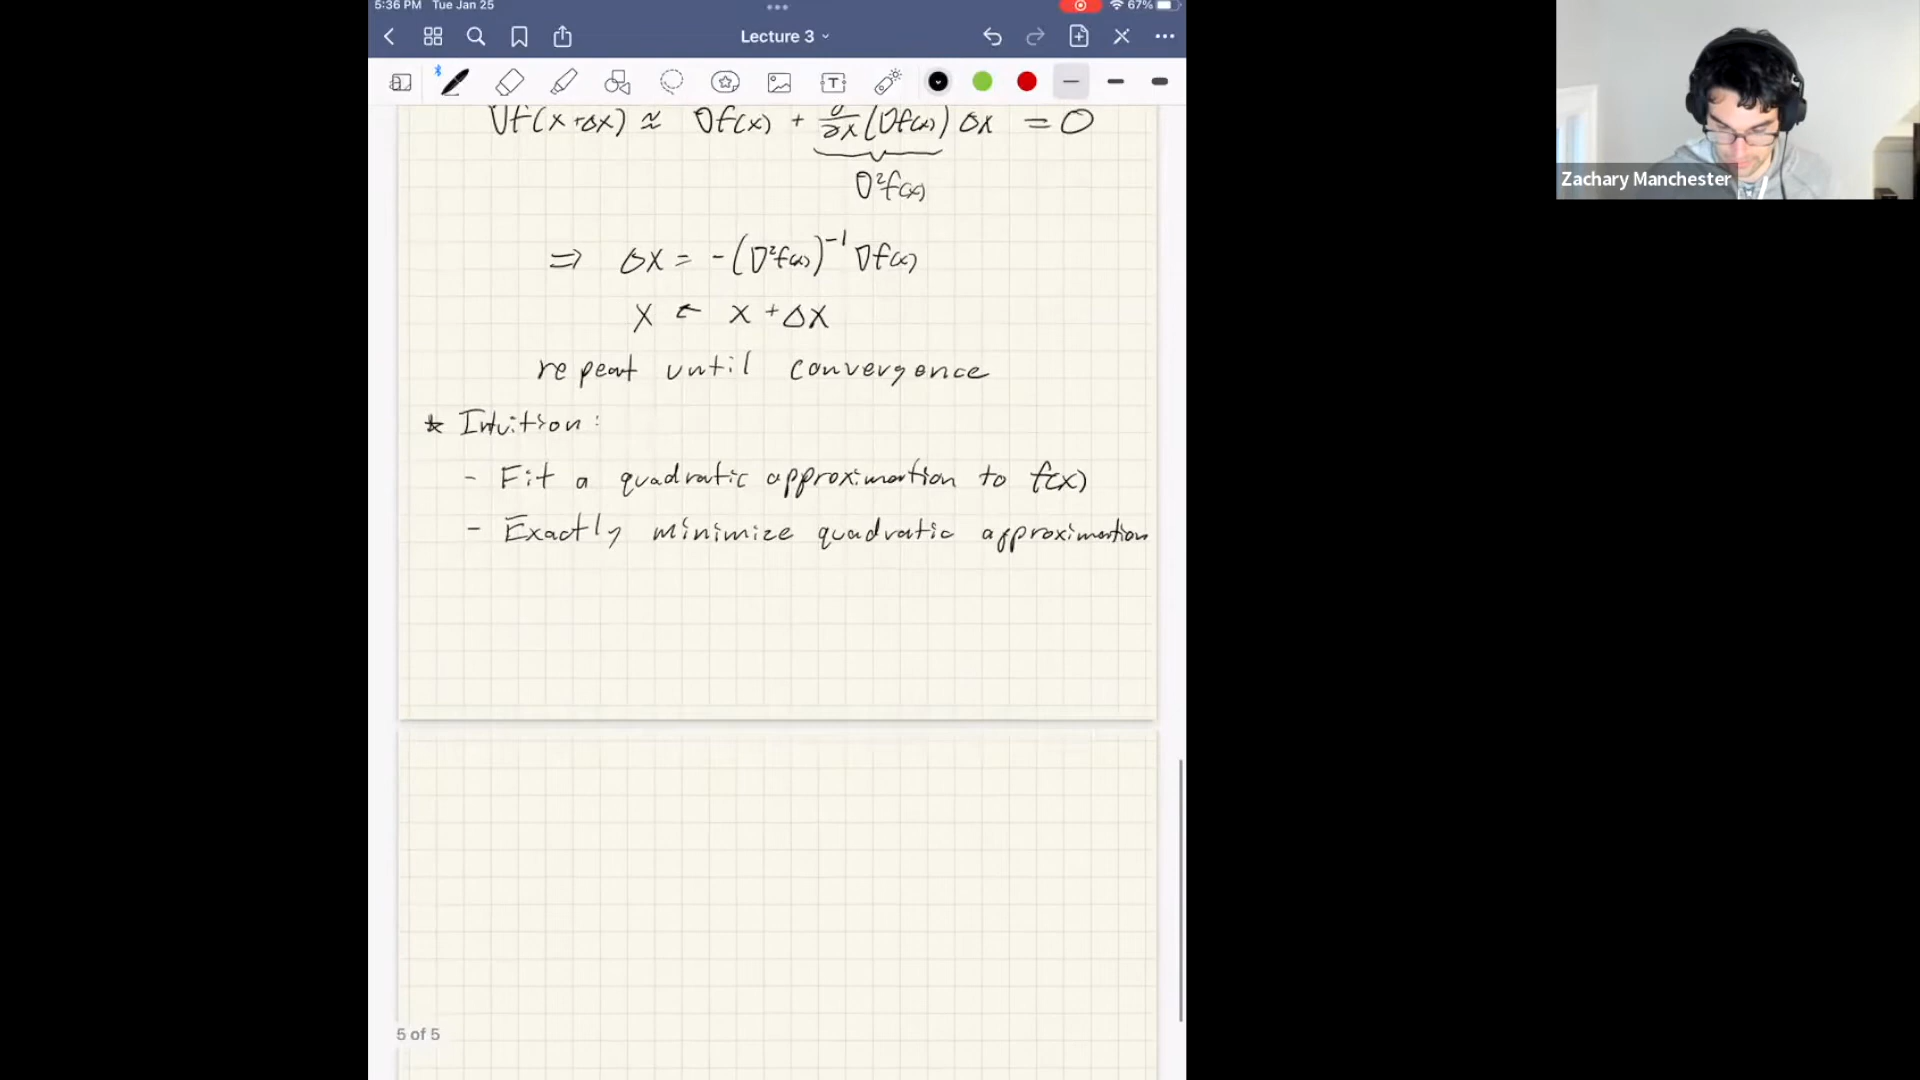 5:36 PM Tue Jan 25
67%
Lecture 3
∇f(x+Δx) ≈ ∇f(x) + ∂/∂x (∇f(x)) Δx = 0
∇²f(x)
⇒ Δx = -(∇²f(x))⁻¹ ∇f(x)
x ← x + Δx
repeat until convergence
* Intuition:
- Fit a quadratic approximation to f(x)
- Exactly minimize quadratic approximation
5 of 5
Zachary Manchester